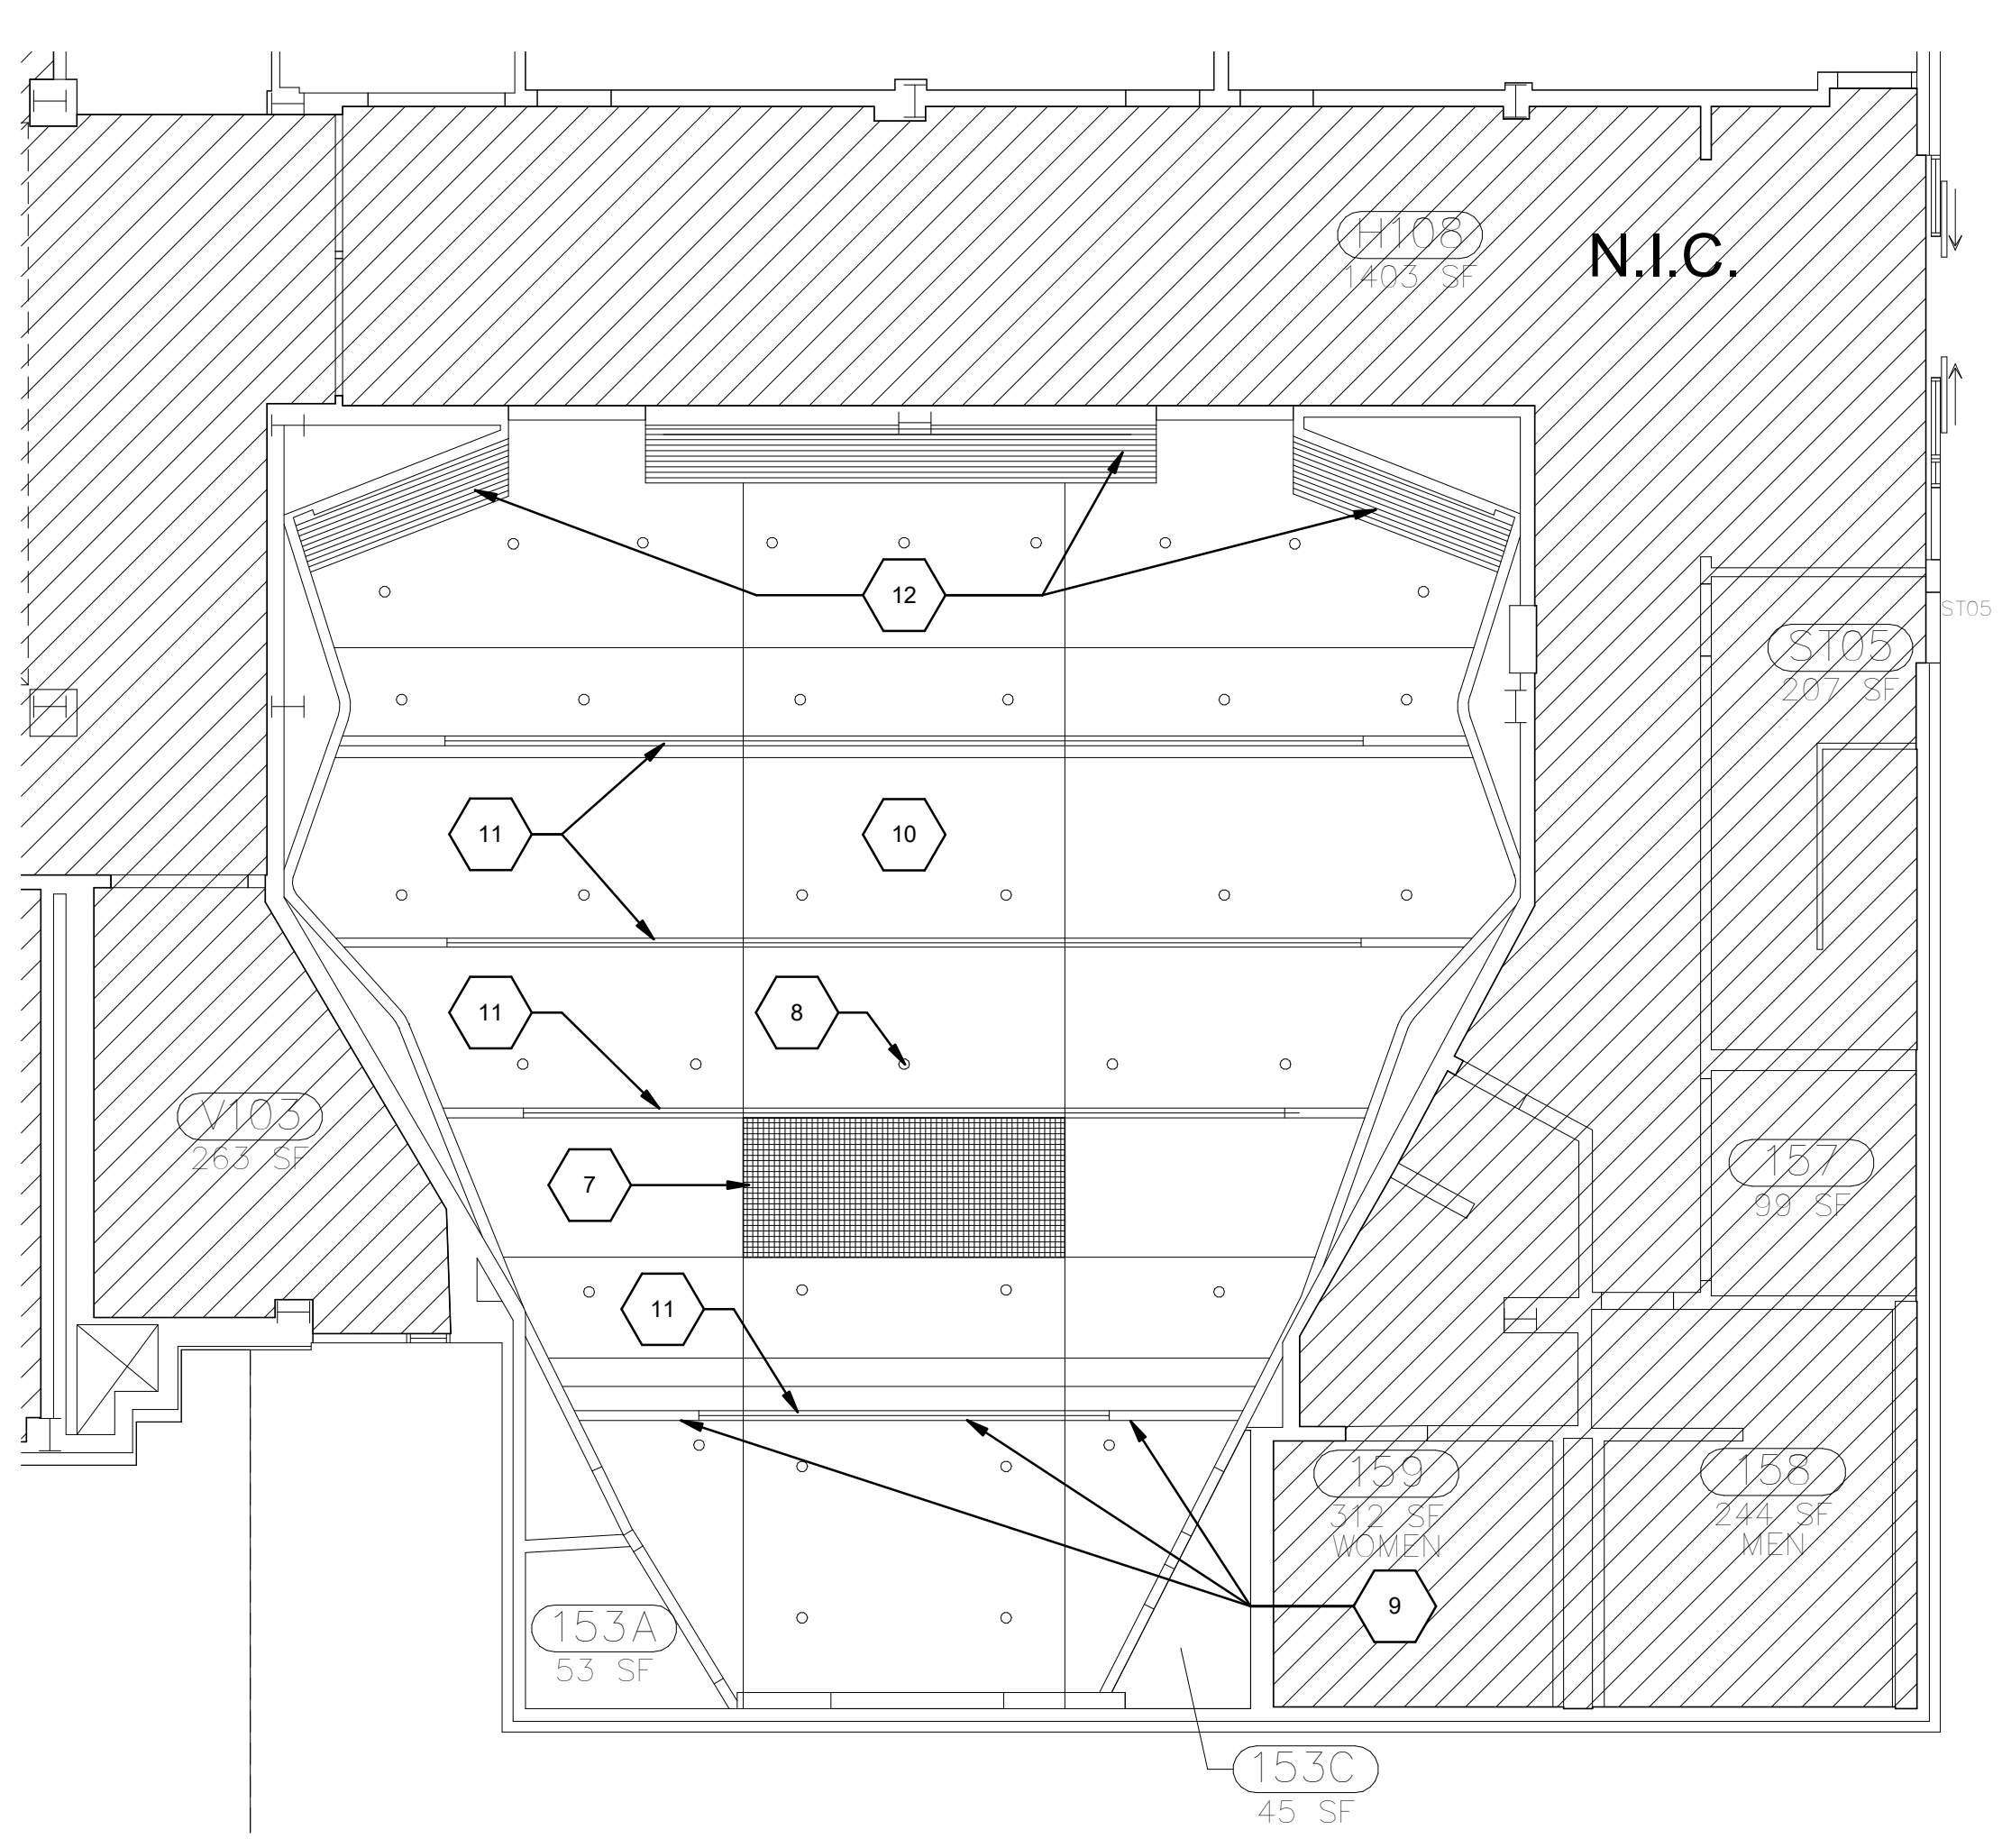 H108
1403 SF
N.I.C.
12
ST05
ST05
207 SF
11
10
11
8
V103
263 SF
157
99 SF
7
11
159
312 SF
WOMEN
158
244 SF
MEN
9
153A
53 SF
153C
45 SF